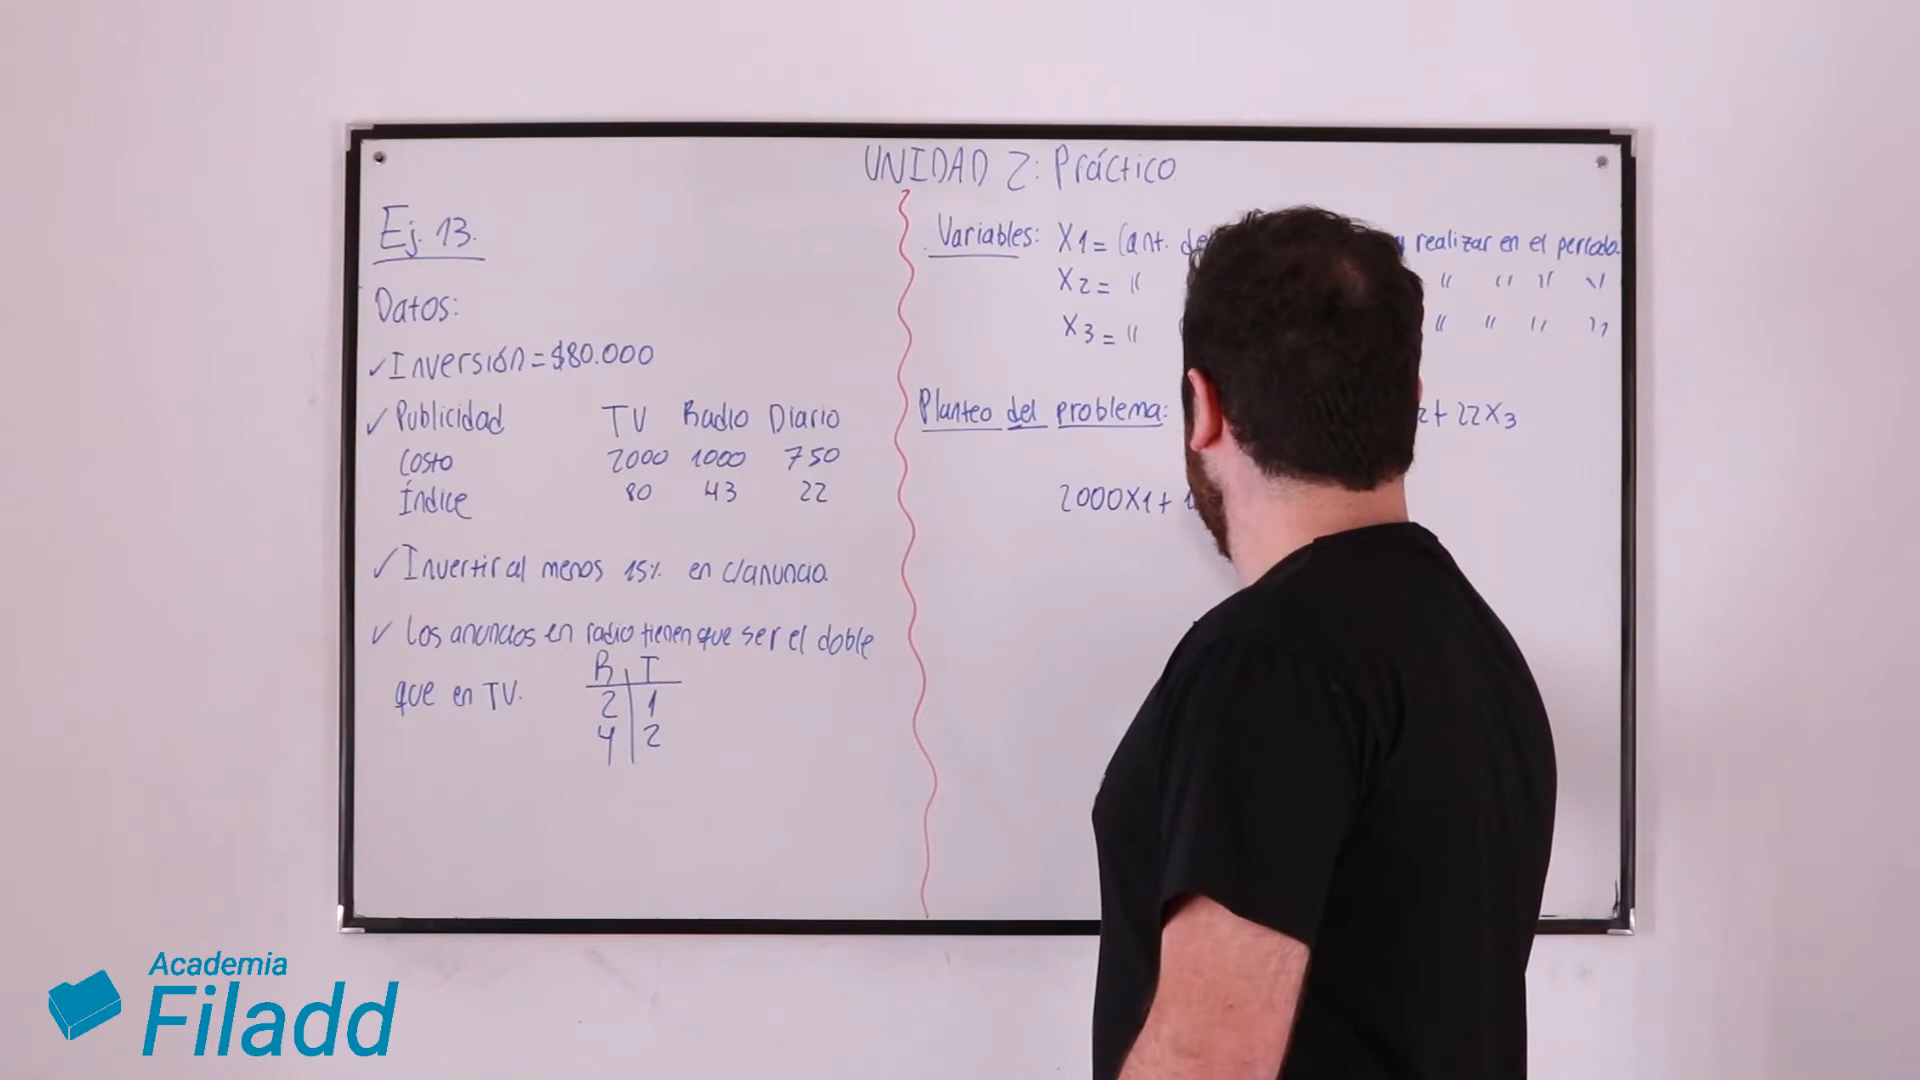 UNIDAD 2: Práctico
Ej. 13.
Datos:
✓ Inversión = $80.000
✓ Publicidad TV Radio Diario
Costo 2000 1000 750
Índice 80 43 22
✓ Invertir al menos 15% en c/anuncio.
✓ Los anuncios en radio tienen que ser el doble
que en TV.
R T
2 1
4 2
Variables: X1 = Cant. de realizar en el período.
X2 = " " " " "
X3 = " " " " "
Planteo del problema: 2 + 22X3
2000X1 +
Academia
Filadd